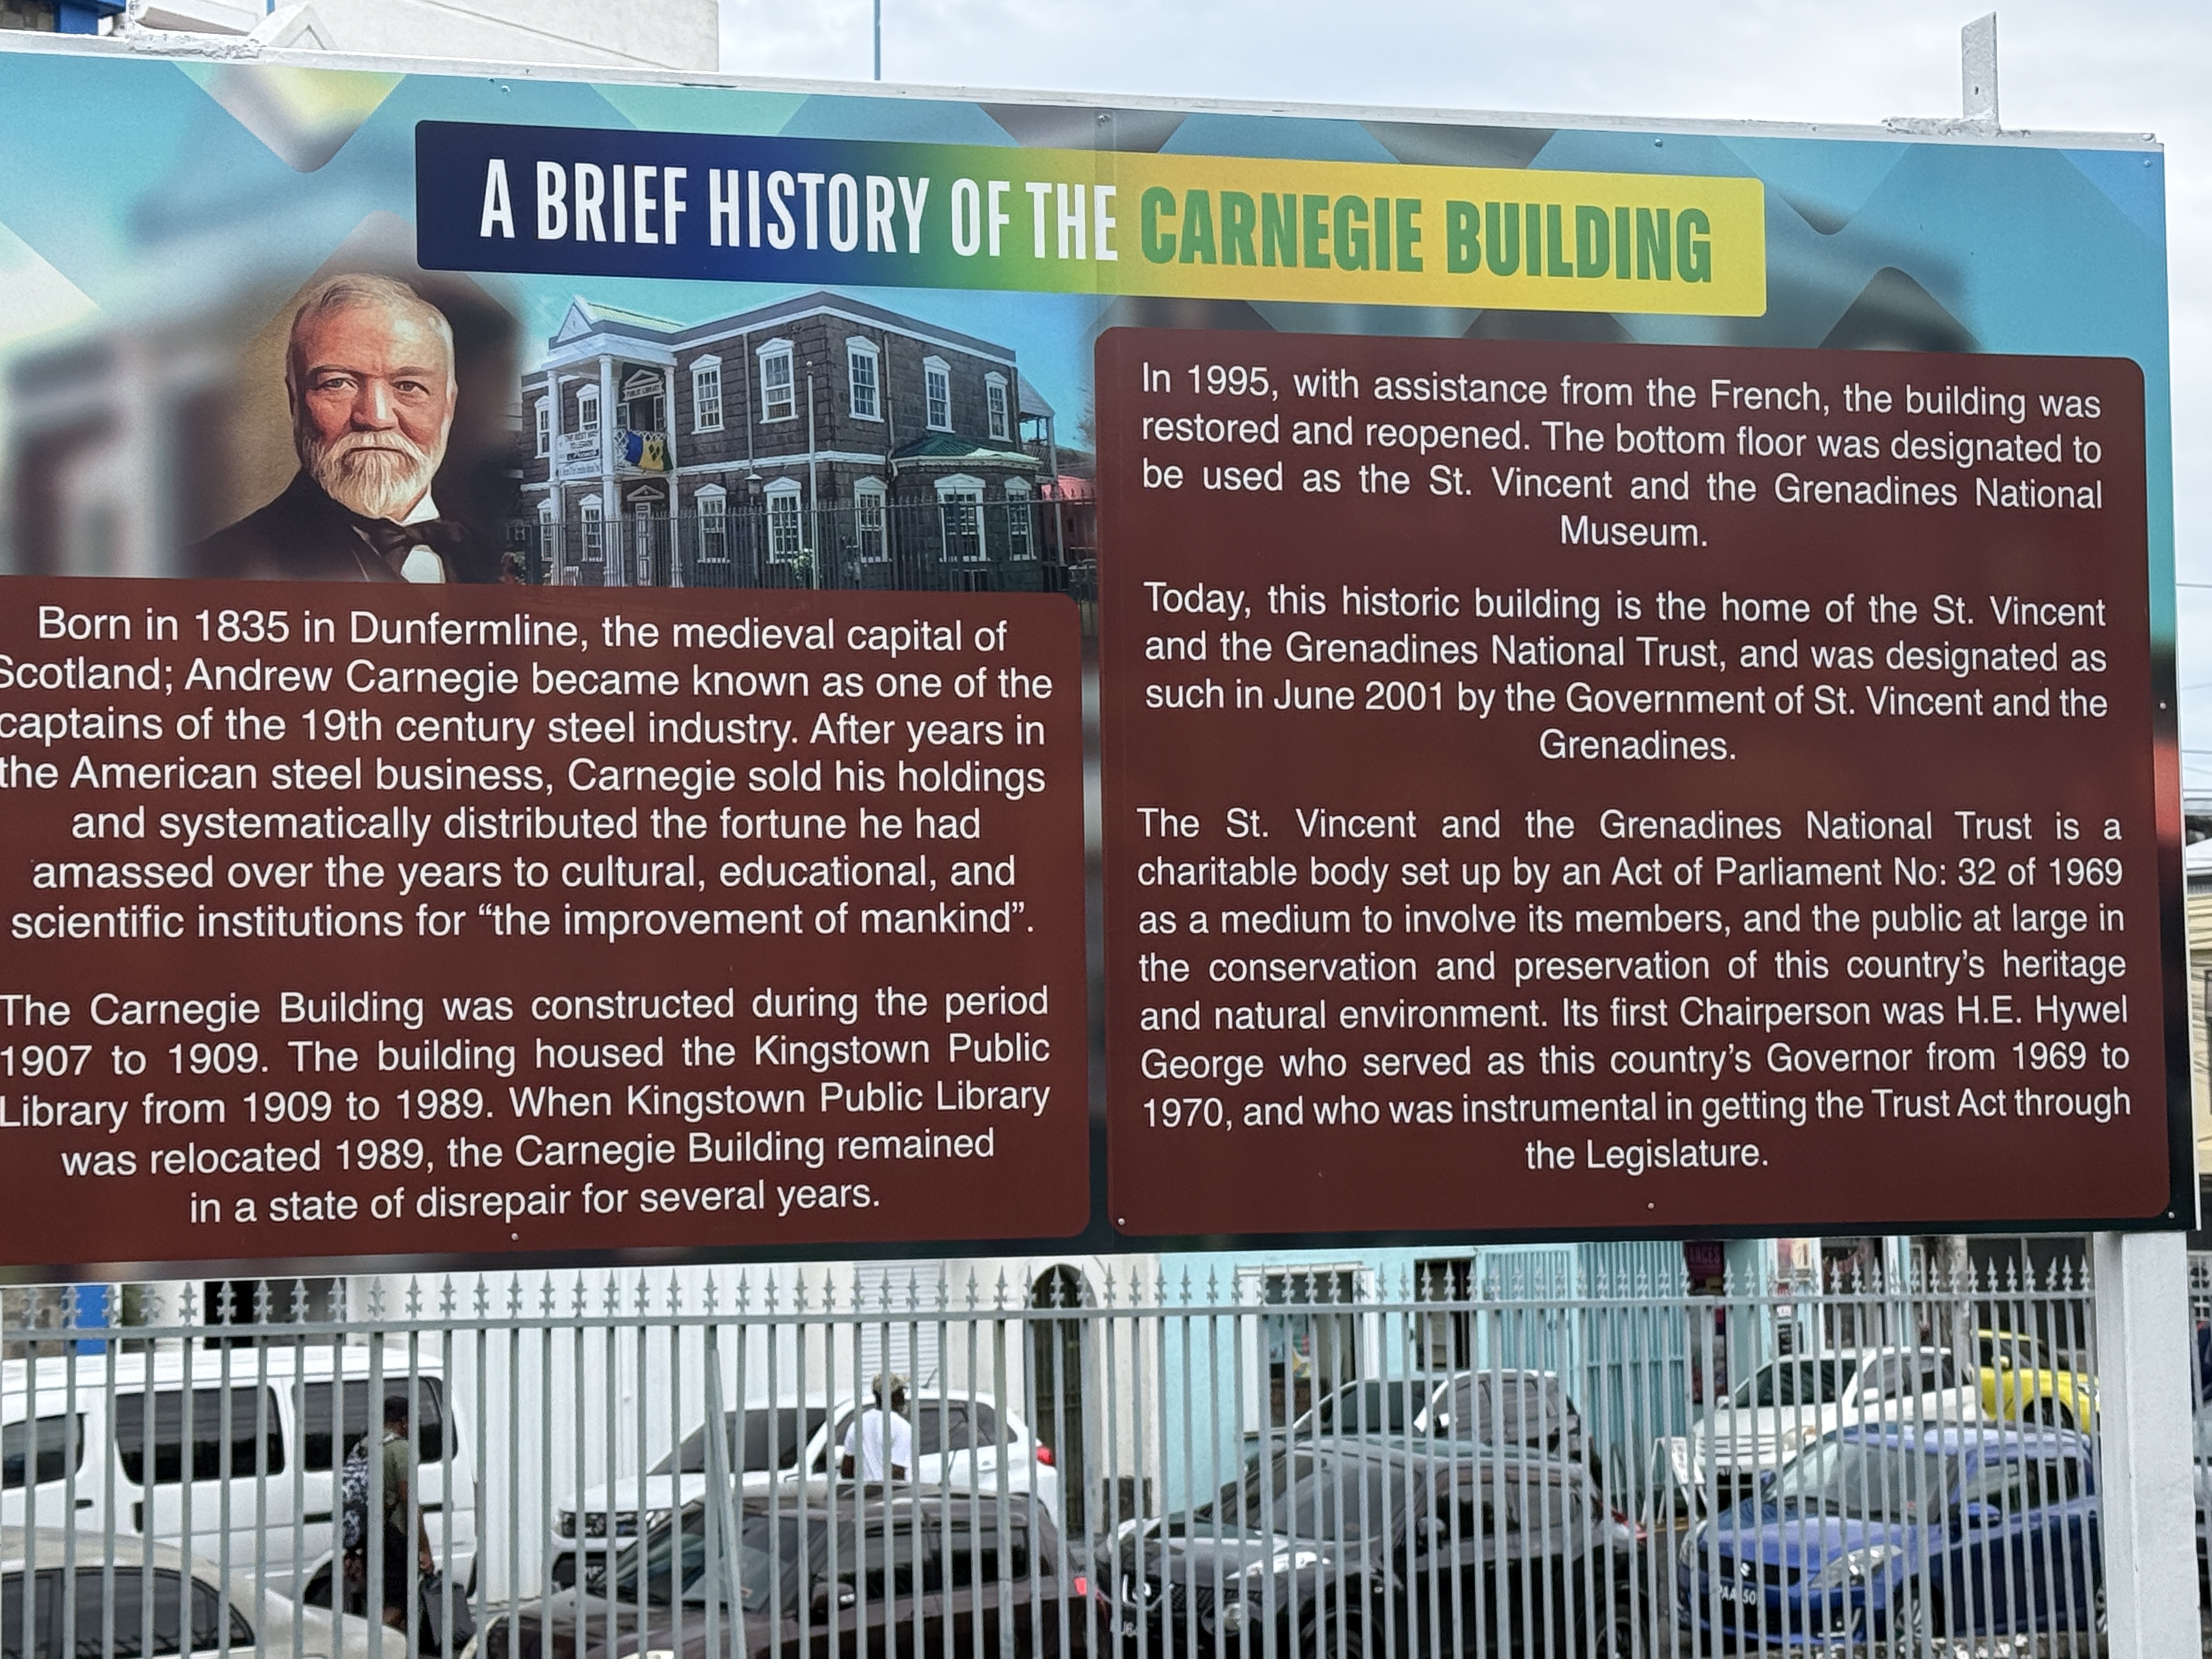 A BRIEF HISTORY OF THE CARNEGIE BUILDING
PUBLIC LIBRARY
Born in 1835 in Dunfermline, the medieval capital of
Scotland; Andrew Carnegie became known as one of the
captains of the 19th century steel industry. After years in
the American steel business, Carnegie sold his holdings
and systematically distributed the fortune he had
amassed over the years to cultural, educational, and
scientific institutions for “the improvement of mankind”.
The Carnegie Building was constructed during the period
1907 to 1909. The building housed the Kingstown Public
Library from 1909 to 1989. When Kingstown Public Library
was relocated 1989, the Carnegie Building remained
in a state of disrepair for several years.
In 1995, with assistance from the French, the building was
restored and reopened. The bottom floor was designated to
be used as the St. Vincent and the Grenadines National
Museum.
Today, this historic building is the home of the St. Vincent
and the Grenadines National Trust, and was designated as
such in June 2001 by the Government of St. Vincent and the
Grenadines.
The St. Vincent and the Grenadines National Trust is a
charitable body set up by an Act of Parliament No: 32 of 1969
as a medium to involve its members, and the public at large in
the conservation and preservation of this country’s heritage
and natural environment. Its first Chairperson was H.E. Hywel
George who served as this country’s Governor from 1969 to
1970, and who was instrumental in getting the Trust Act through
the Legislature.